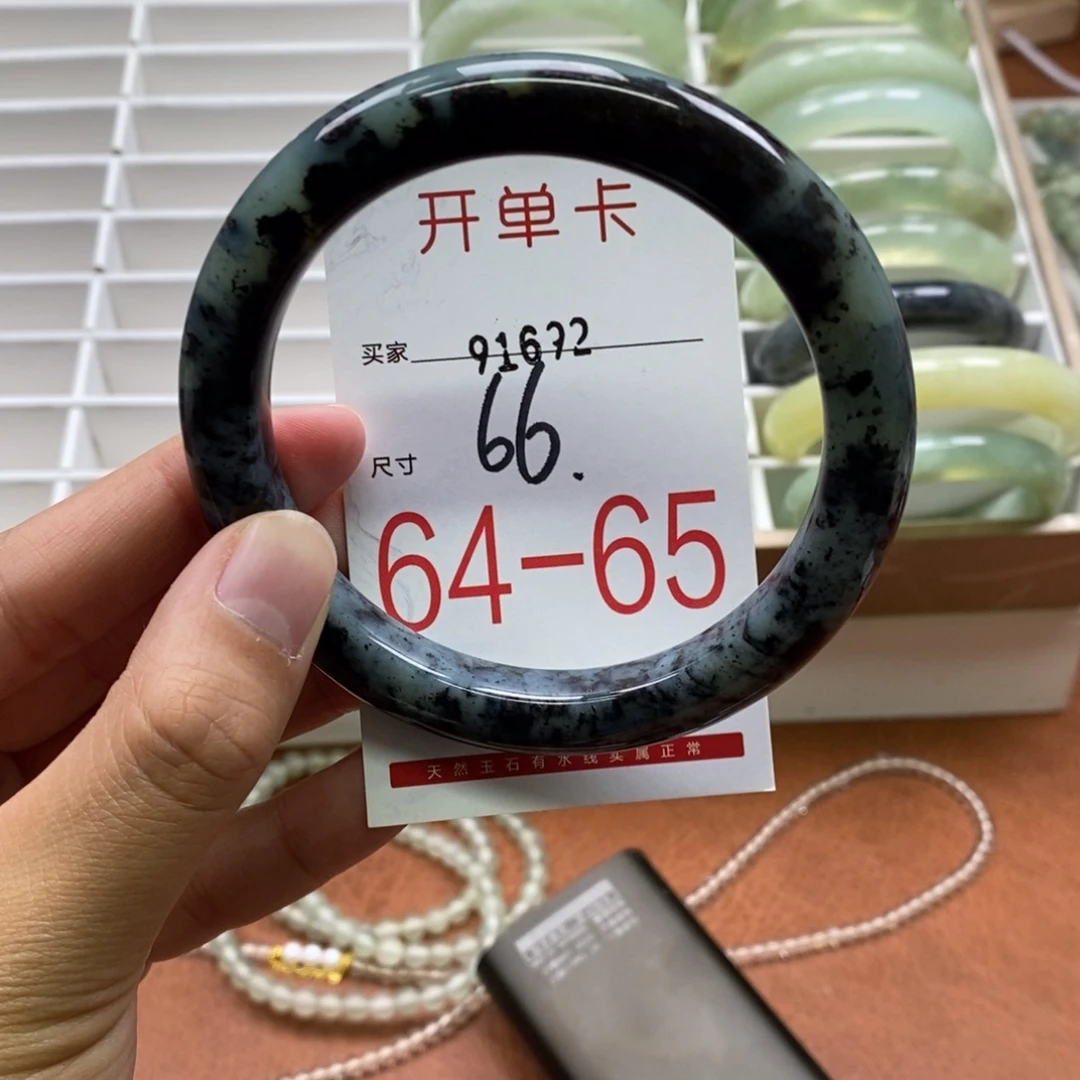 开单卡
买家 91672
66.
尺寸
64-65
天然玉石有水线实属正常